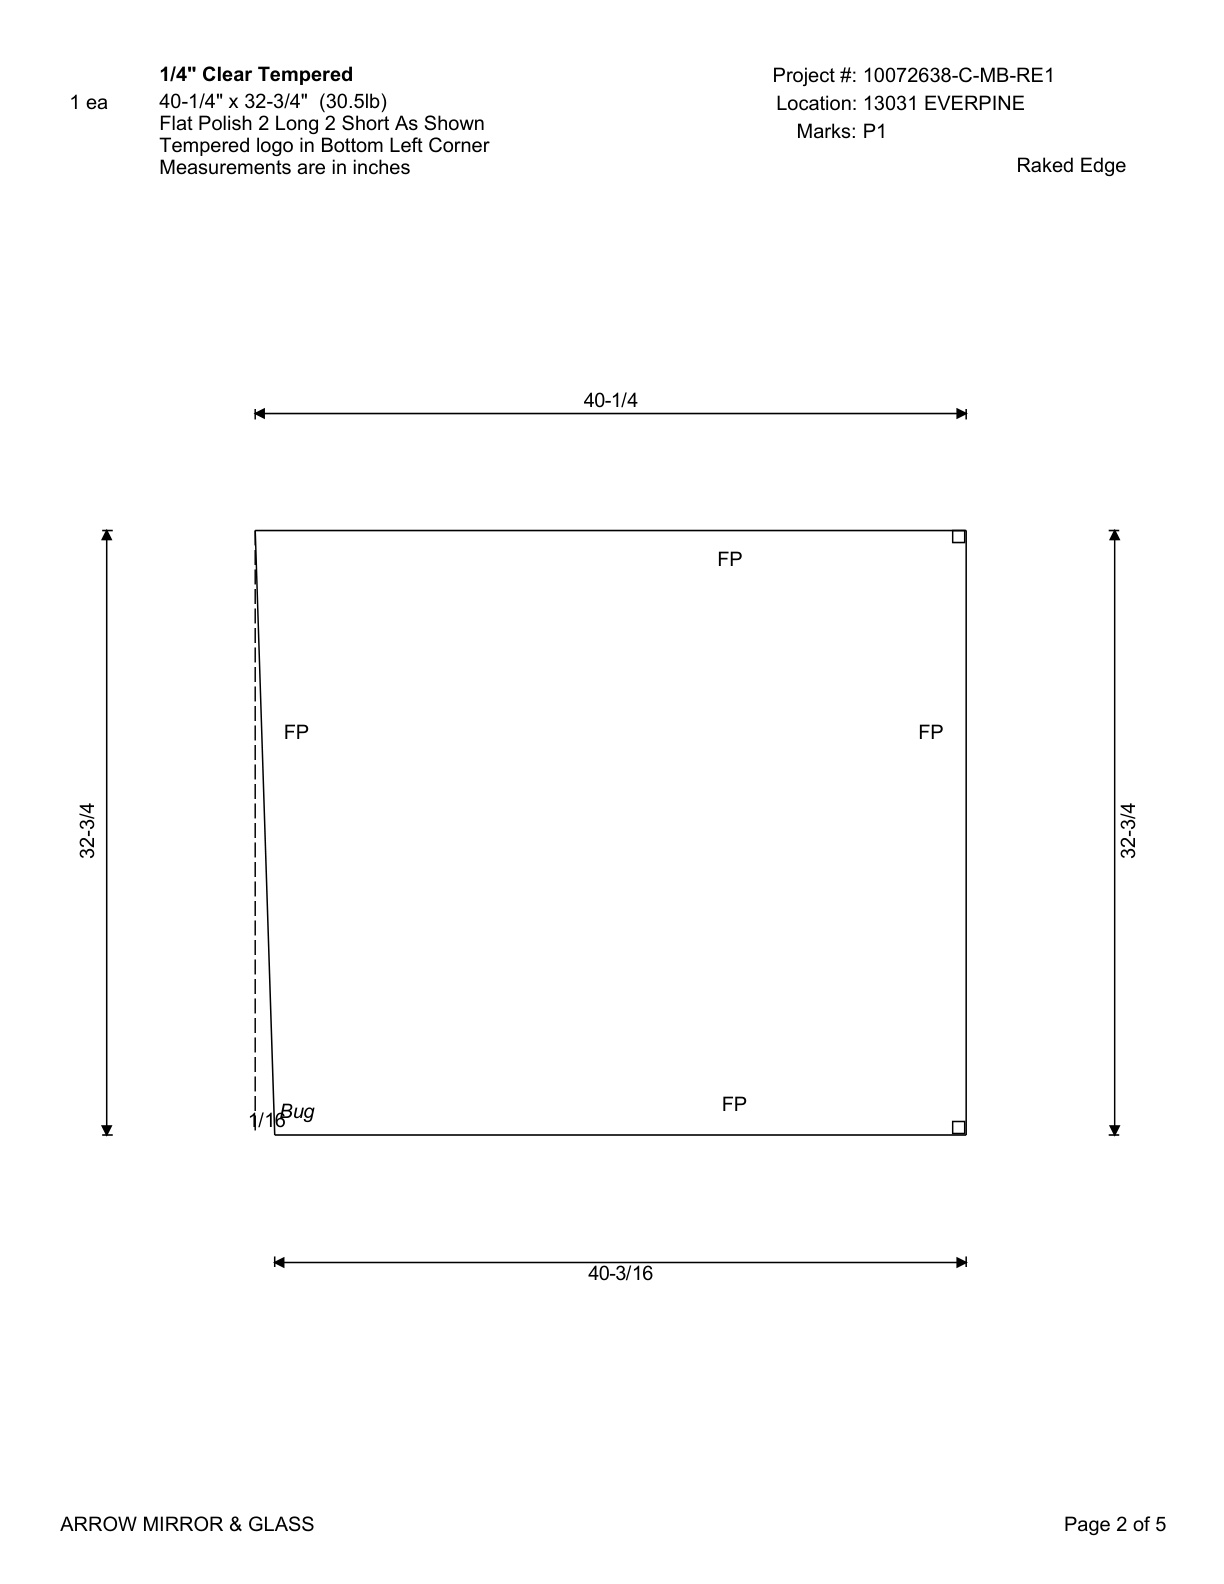 1/4" Clear Tempered
1 ea
40-1/4" x 32-3/4" (30.5lb)
Flat Polish 2 Long 2 Short As Shown
Tempered logo in Bottom Left Corner
Measurements are in inches
Project #: 10072638-C-MB-RE1
Location: 13031 EVERPINE
Marks: P1
Raked Edge
40-1/4
FP
FP
FP
32-3/4
32-3/4
FP
Bug
1/16
40-3/16
ARROW MIRROR & GLASS
Page 2 of 5